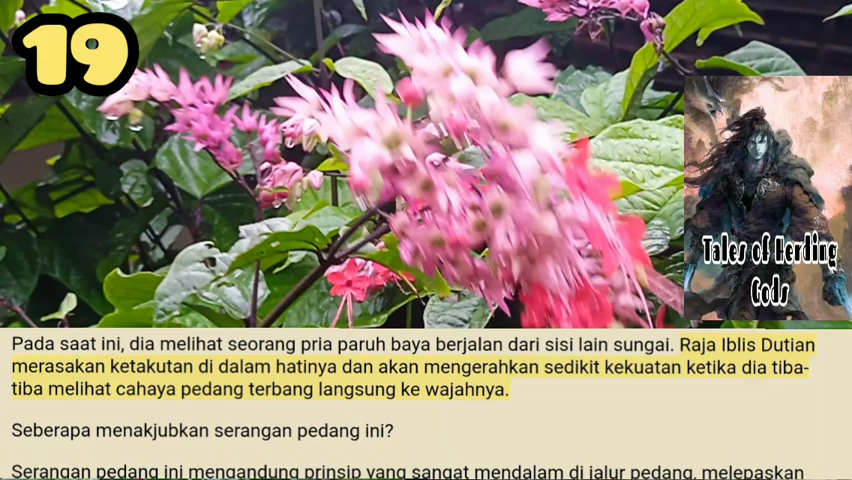 19
Tales of Herding
Gods
Pada saat ini, dia melihat seorang pria paruh baya berjalan dari sisi lain sungai. Raja Iblis Dutian
merasakan ketakutan di dalam hatinya dan akan mengerahkan sedikit kekuatan ketika dia tiba-
tiba melihat cahaya pedang terbang langsung ke wajahnya.
Seberapa menakjubkan serangan pedang ini?
Serangan pedang ini mengandung prinsip yang sangat mendalam di jalur pedang, melepaskan